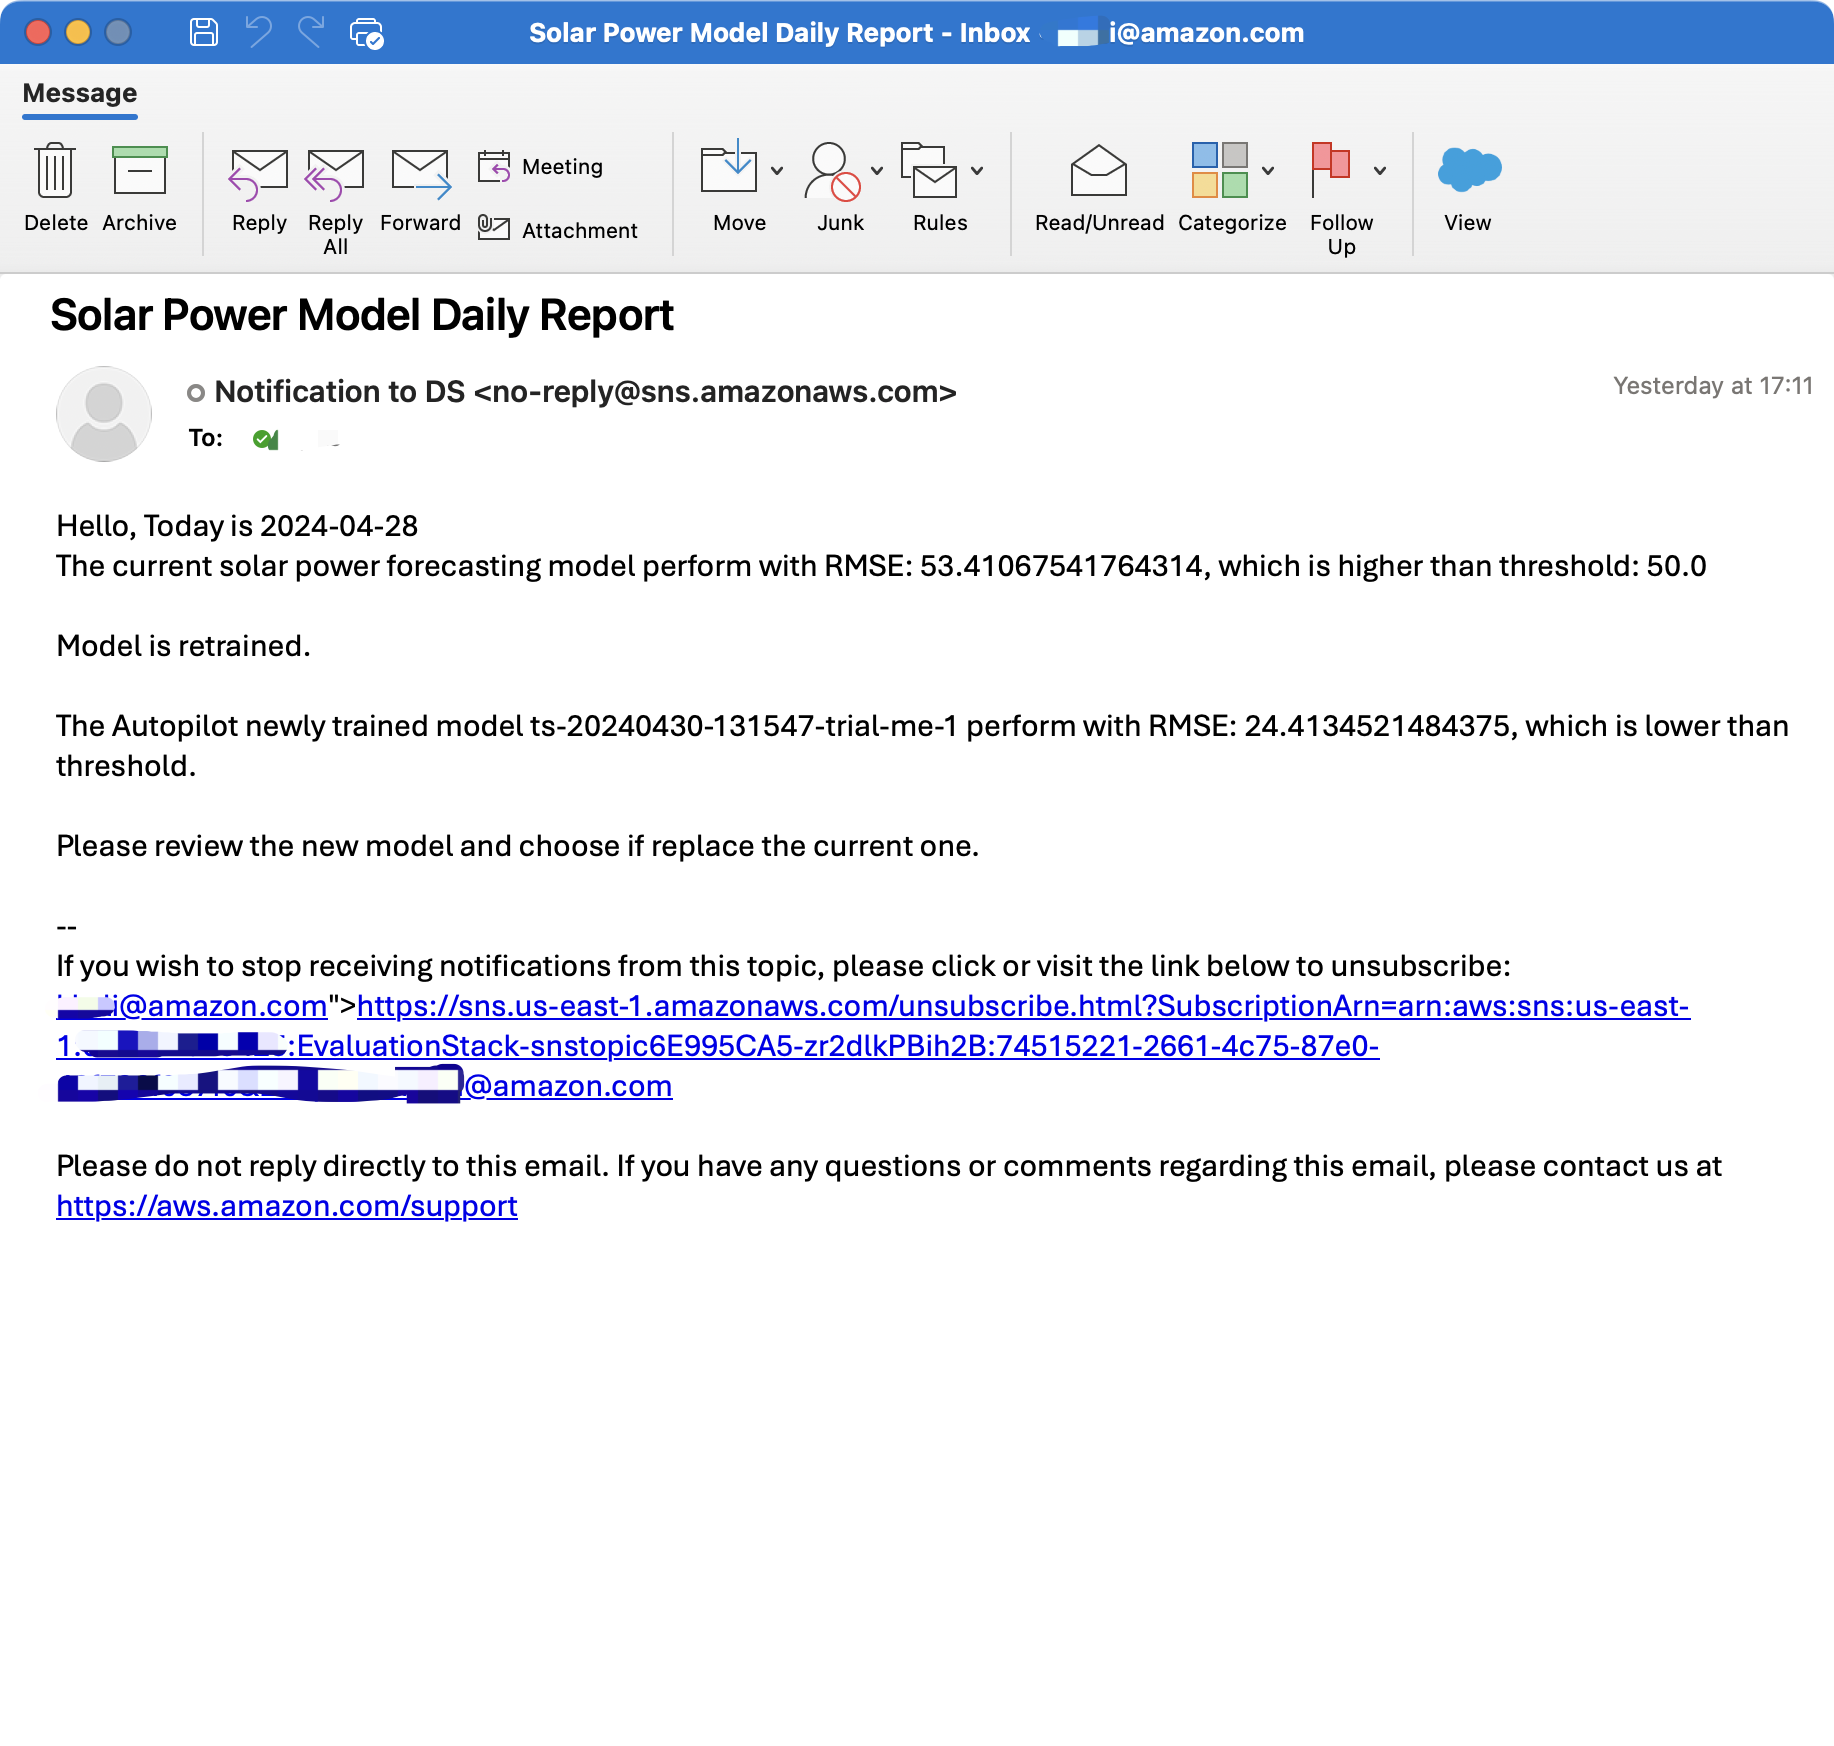 Solar Power Model Daily Report - Inbox i@amazon.com
Message
Delete Archive Reply Reply All Forward Meeting Attachment Move Junk Rules Read/Unread Categorize Follow Up View
Solar Power Model Daily Report
Notification to DS <no-reply@sns.amazonaws.com>
Yesterday at 17:11
To:
Hello, Today is 2024-04-28
The current solar power forecasting model perform with RMSE: 53.41067541764314, which is higher than threshold: 50.0
Model is retrained.
The Autopilot newly trained model ts-20240430-131547-trial-me-1 perform with RMSE: 24.4134521484375, which is lower than
threshold.
Please review the new model and choose if replace the current one.
--
If you wish to stop receiving notifications from this topic, please click or visit the link below to unsubscribe:
i@amazon.com">https://sns.us-east-1.amazonaws.com/unsubscribe.html?SubscriptionArn=arn:aws:sns:us-east-
1:EvaluationStack-snstopic6E995CA5-zr2dlkPBih2B:74515221-2661-4c75-87e0-
@amazon.com
Please do not reply directly to this email. If you have any questions or comments regarding this email, please contact us at
https://aws.amazon.com/support